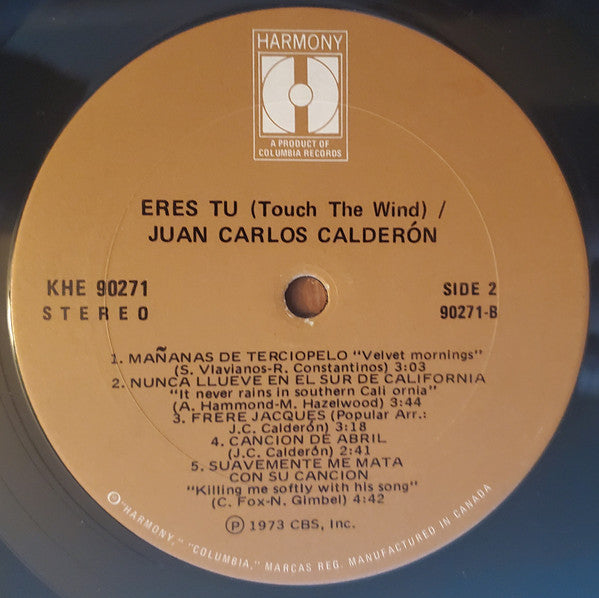 HARMONY
A PRODUCT OF
COLUMBIA RECORDS
ERES TU (Touch The Wind) /
JUAN CARLOS CALDERÓN
KHE 90271
STEREO
SIDE 2
90271-B
1. MAÑANAS DE TERCIOPELO "Velvet mornings"
(S. Vlavianos-R. Constantinos) 3:03
2. NUNCA LLUEVE EN EL SUR DE CALIFORNIA
"It never rains in southern Cali ornia"
(A. Hammond-M. Hazelwood) 3:44
3. FRERE JACQUES (Popular Arr.:
J.C. Calderón) 3:18
4. CANCION DE ABRIL
(J.C. Calderón) 2:41
5. SUAVEMENTE ME MATA
CON SU CANCION
"Killing me softly with his song"
(C. Fox-N. Gimbel) 4:42
Ⓟ 1973 CBS, Inc.
"HARMONY," "COLUMBIA," MARCAS REG. MANUFACTURED IN CANADA